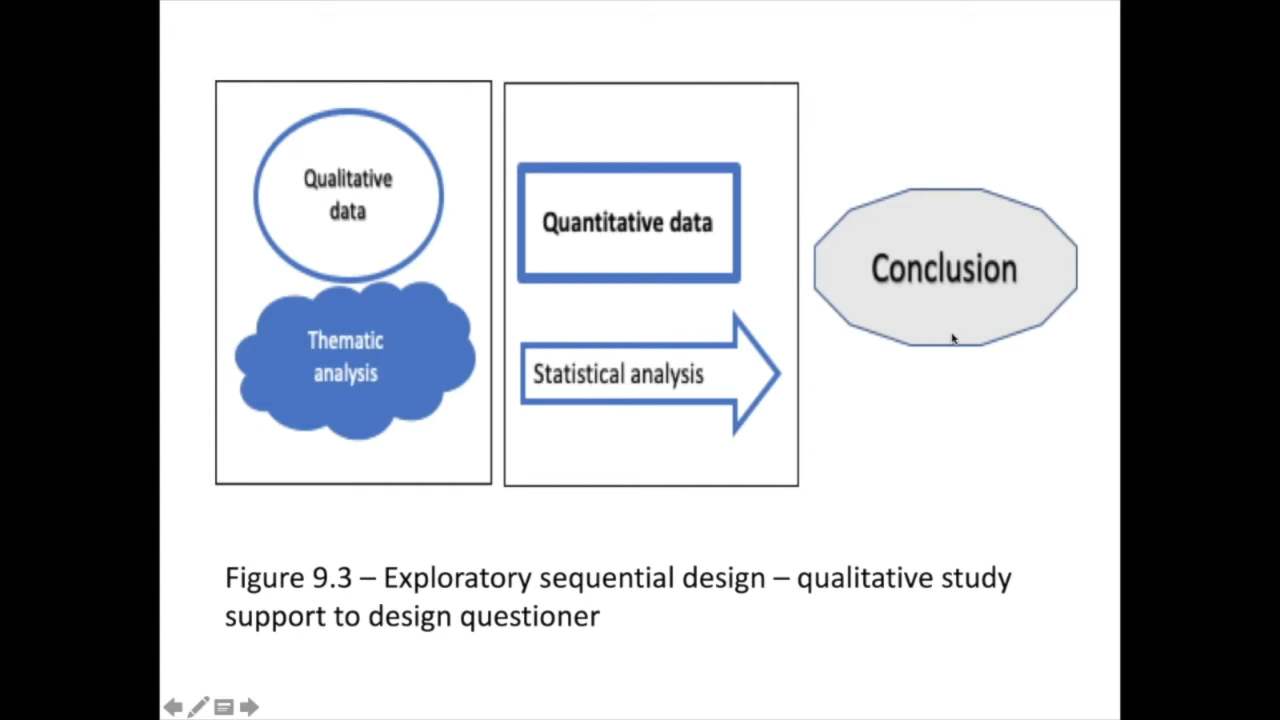 Qualitative
data
Thematic
analysis
Quantitative data
Statistical analysis
Conclusion
Figure 9.3 – Exploratory sequential design – qualitative study
support to design questioner